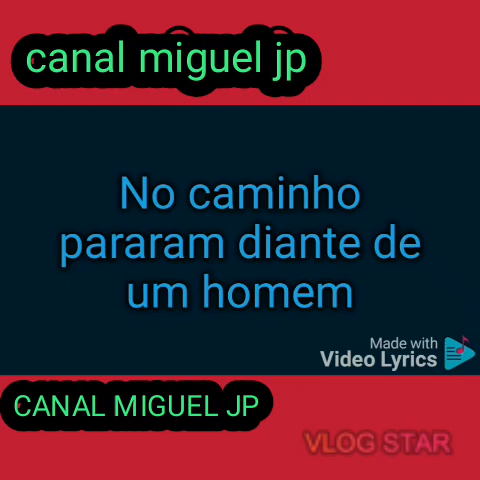 canal miguel jp
No caminho
pararam diante de
um homem
Made with
Video Lyrics
CANAL MIGUEL JP
VLOG STAR